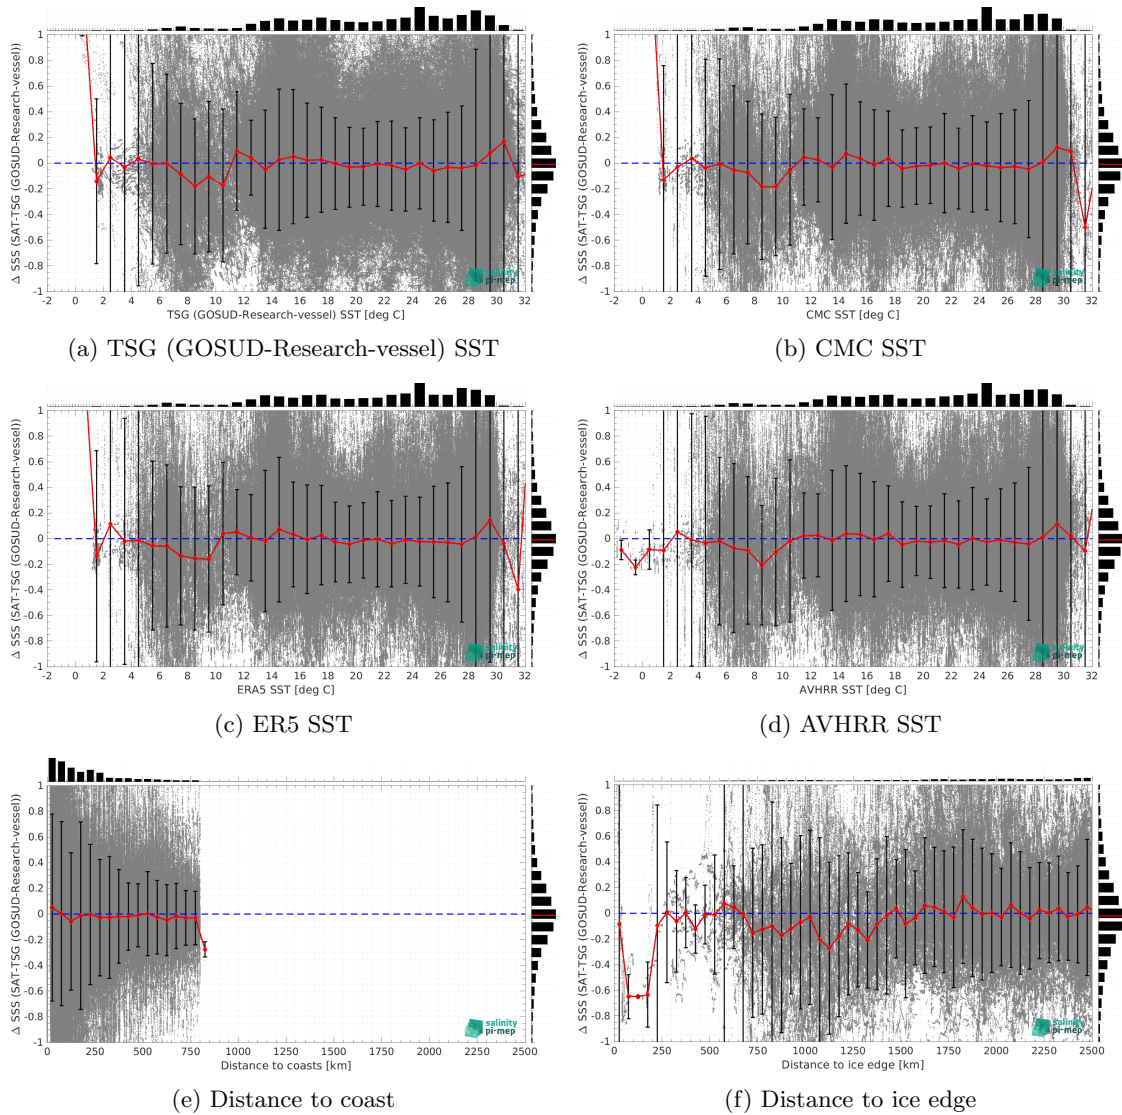 1
0.8
0.6
0.4
0.2
0
-0.2
-0.4
-0.6
-0.8
-1
Δ SSS (SAT-TSG (GOSUD-Research-vessel))
-2 0 2 4 6 8 10 12 14 16 18 20 22 24 26 28 30 32
TSG (GOSUD-Research-vessel) SST [deg C]
salinity
pi-mep
(a) TSG (GOSUD-Research-vessel) SST
1
0.8
0.6
0.4
0.2
0
-0.2
-0.4
-0.6
-0.8
-1
Δ SSS (SAT-TSG (GOSUD-Research-vessel))
-2 0 2 4 6 8 10 12 14 16 18 20 22 24 26 28 30 32
CMC SST [deg C]
salinity
pi-mep
(b) CMC SST
1
0.8
0.6
0.4
0.2
0
-0.2
-0.4
-0.6
-0.8
-1
Δ SSS (SAT-TSG (GOSUD-Research-vessel))
-2 0 2 4 6 8 10 12 14 16 18 20 22 24 26 28 30 32
ERA5 SST [deg C]
salinity
pi-mep
(c) ER5 SST
1
0.8
0.6
0.4
0.2
0
-0.2
-0.4
-0.6
-0.8
-1
Δ SSS (SAT-TSG (GOSUD-Research-vessel))
-2 0 2 4 6 8 10 12 14 16 18 20 22 24 26 28 30 32
AVHRR SST [deg C]
salinity
pi-mep
(d) AVHRR SST
1
0.8
0.6
0.4
0.2
0
-0.2
-0.4
-0.6
-0.8
-1
Δ SSS (SAT-TSG (GOSUD-Research-vessel))
0 250 500 750 1000 1250 1500 1750 2000 2250 2500
Distance to coasts [km]
salinity
pi-mep
(e) Distance to coast
1
0.8
0.6
0.4
0.2
0
-0.2
-0.4
-0.6
-0.8
-1
Δ SSS (SAT-TSG (GOSUD-Research-vessel))
0 250 500 750 1000 1250 1500 1750 2000 2250 2500
Distance to ice edge [km]
salinity
pi-mep
(f) Distance to ice edge